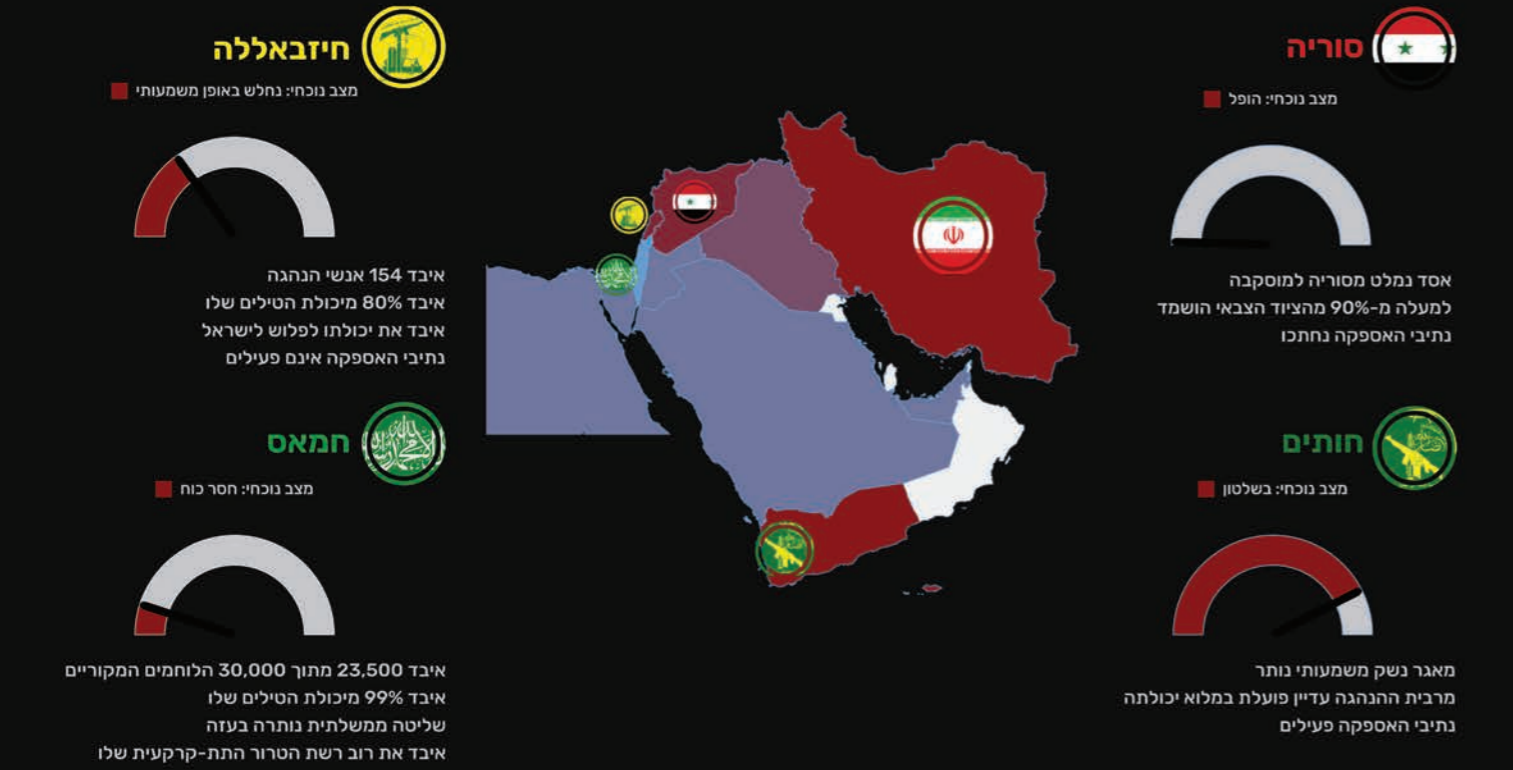 סוריה
מצב נוכחי: הופל
אסד נמלט מסוריה למוסקבה
למעלה מ-90% מהציוד הצבאי הושמד
נתיבי האספקה נחתכו
חיזבאללה
מצב נוכחי: נחלש באופן משמעותי
איבד 154 אנשי הנהגה
איבד 80% מיכולת הטילים שלו
איבד את יכולתו לפלוש לישראל
נתיבי האספקה אינם פעילים
חותים
מצב נוכחי: בשלטון
מאגר נשק משמעותי נותר
מרבית ההנהגה עדיין פועלת במלוא יכולתה
נתיבי האספקה פעילים
חמאס
מצב נוכחי: חסר כוח
איבד 23,500 מתוך 30,000 הלוחמים המקוריים
איבד 99% מיכולת הטילים שלו
שליטה ממשלתית נותרה בעזה
איבד את רוב רשת הטרור התת-קרקעית שלו